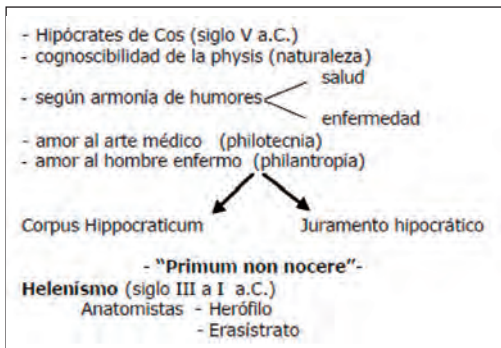 - Hipócrates de Cos (siglo V a.C.)
- cognoscibilidad de la physis (naturaleza)
salud
- según armonía de humores
enfermedad
- amor al arte médico (philotecnia)
- amor al hombre enfermo (philantropía)
Corpus Hippocraticum Juramento hipocrático
- “Primum non nocere”-
Helenismo (siglo III a I a.C.)
Anatomistas - Herófilo
- Erasístrato